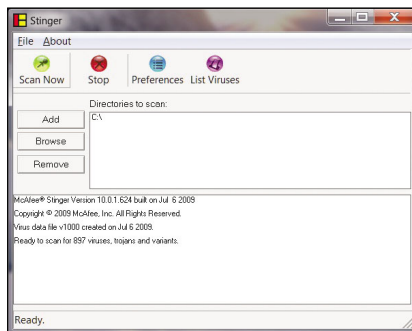 Stinger
File About
Scan Now Stop Preferences List Viruses
Directories to scan:
Add
Browse
Remove
C:\
McAfee® Stinger Version 10.0.1.624 built on Jul 6 2009
Copyright © 2009 McAfee, Inc. All Rights Reserved.
Virus data file v1000 created on Jul 6 2009.
Ready to scan for 897 viruses, trojans and variants.
Ready.